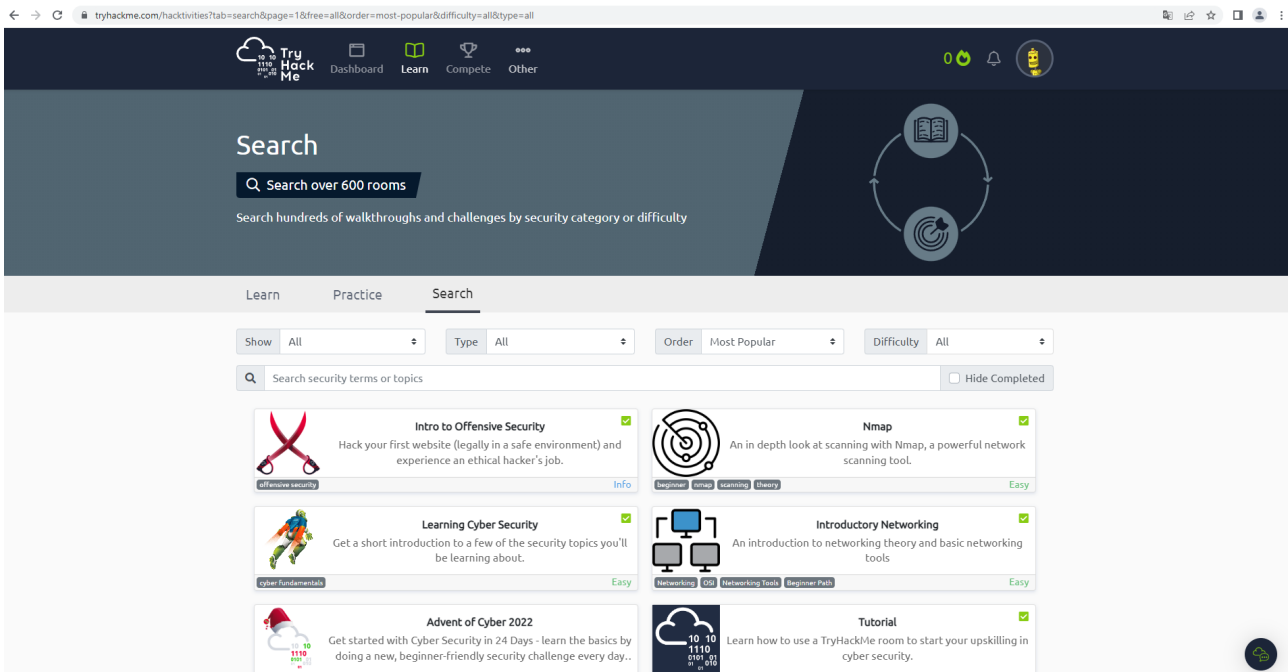 tryhackme.com/hacktivities?tab=search&page=1&free=all&order=most-popular&difficulty=all&type=all
Try
Hack
Me
Dashboard
Learn
Compete
Other
0
Search
Search over 600 rooms
Search hundreds of walkthroughs and challenges by security category or difficulty
Learn Practice Search
Show All Type All Order Most Popular Difficulty All
Search security terms or topics
Hide Completed
Intro to Offensive Security
Hack your first website (legally in a safe environment) and
experience an ethical hacker's job.
offensive security
Info
Nmap
An in depth look at scanning with Nmap, a powerful network
scanning tool.
beginner nmap scanning theory
Easy
Learning Cyber Security
Get a short introduction to a few of the security topics you'll
be learning about.
cyber fundamentals
Easy
Introductory Networking
An introduction to networking theory and basic networking
tools
Networking OSI Networking Tools Beginner Path
Easy
Advent of Cyber 2022
Get started with Cyber Security in 24 Days - learn the basics by
doing a new, beginner-friendly security challenge every day..
Tutorial
Learn how to use a TryHackMe room to start your upskilling in
cyber security.